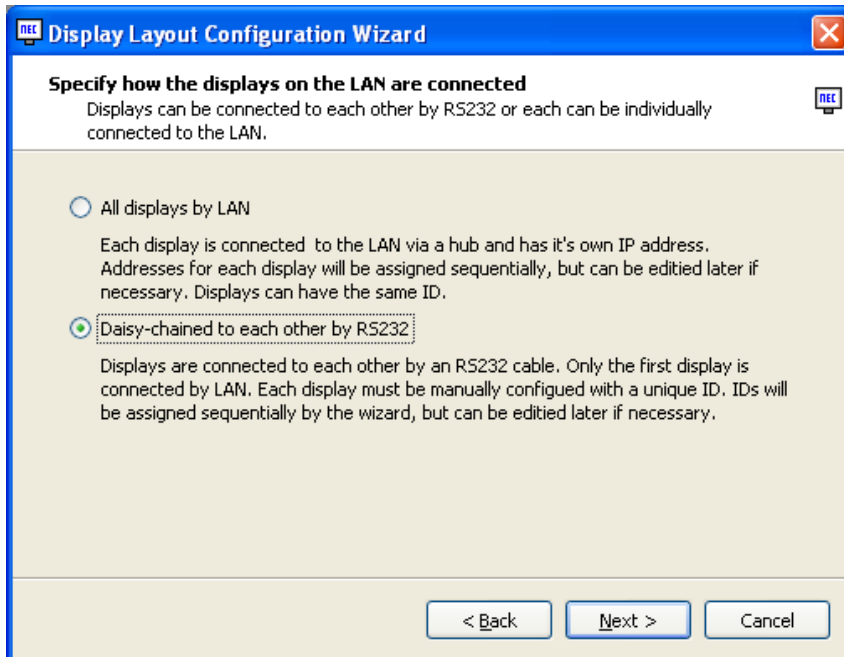 NEC Display Layout Configuration Wizard
Specify how the displays on the LAN are connected
Displays can be connected to each other by RS232 or each can be individually
connected to the LAN.
NEC
All displays by LAN
Each display is connected to the LAN via a hub and has it's own IP address.
Addresses for each display will be assigned sequentially, but can be editied later if
necessary. Displays can have the same ID.
Daisy-chained to each other by RS232
Displays are connected to each other by an RS232 cable. Only the first display is
connected by LAN. Each display must be manually configued with a unique ID. IDs will
be assigned sequentially by the wizard, but can be editied later if necessary.
< Back Next > Cancel